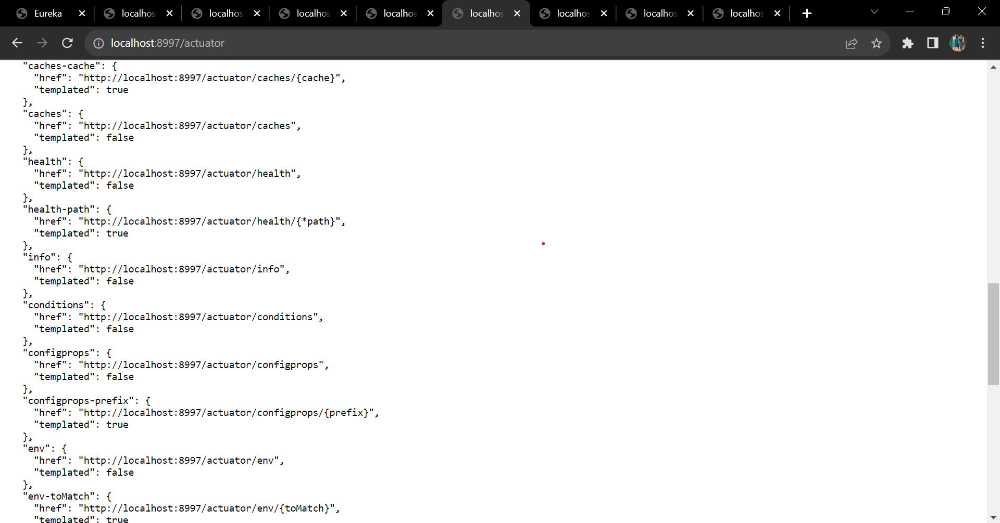 Eureka
localhos
localhos
localhos
localhos
localhos
localhos
localhos
localhos
localhost:8997/actuator
"caches-cache": {
"href": "http://localhost:8997/actuator/caches/{cache}",
"templated": true
},
"caches": {
"href": "http://localhost:8997/actuator/caches",
"templated": false
},
"health": {
"href": "http://localhost:8997/actuator/health",
"templated": false
},
"health-path": {
"href": "http://localhost:8997/actuator/health/{*path}",
"templated": true
},
"info": {
"href": "http://localhost:8997/actuator/info",
"templated": false
},
"conditions": {
"href": "http://localhost:8997/actuator/conditions",
"templated": false
},
"configprops": {
"href": "http://localhost:8997/actuator/configprops",
"templated": false
},
"configprops-prefix": {
"href": "http://localhost:8997/actuator/configprops/{prefix}",
"templated": true
},
"env": {
"href": "http://localhost:8997/actuator/env",
"templated": false
},
"env-toMatch": {
"href": "http://localhost:8997/actuator/env/{toMatch}",
"templated": true